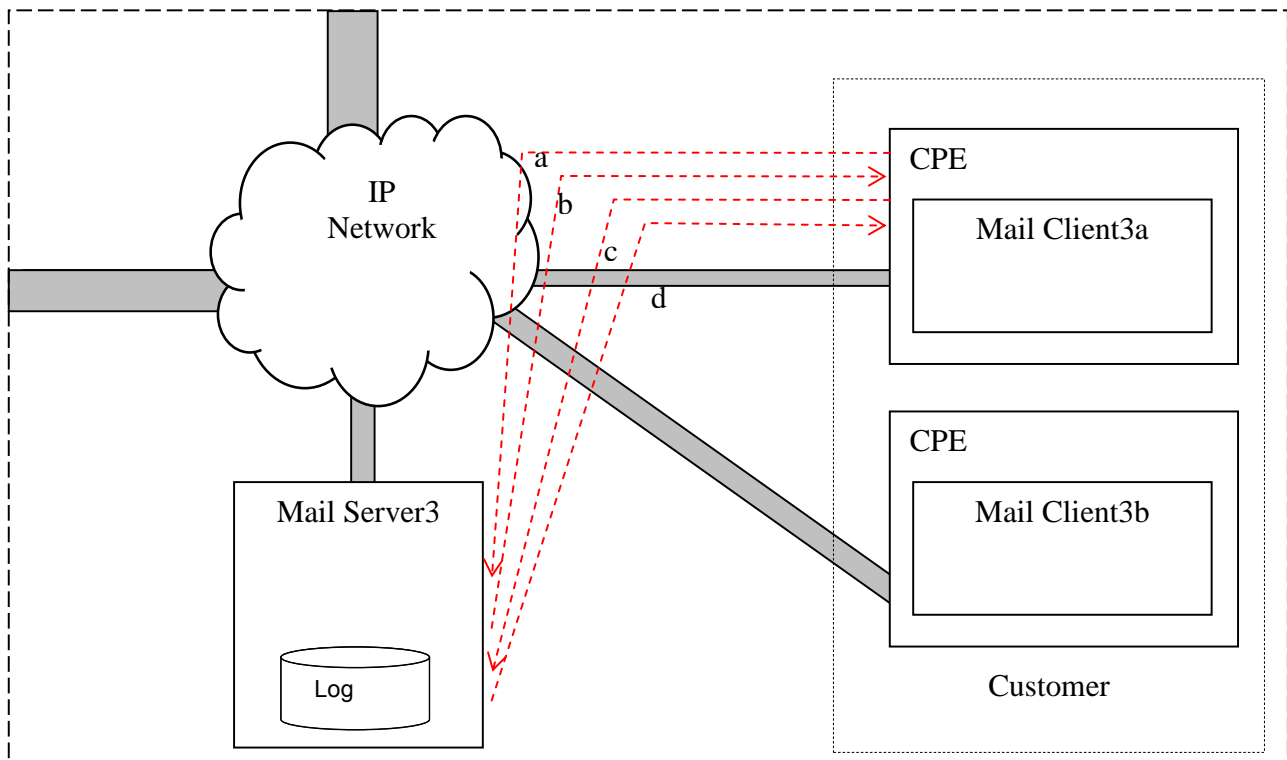 IP
Network
a
b
c
d
CPE
Mail Client3a
CPE
Mail Client3b
Customer
Mail Server3
Log